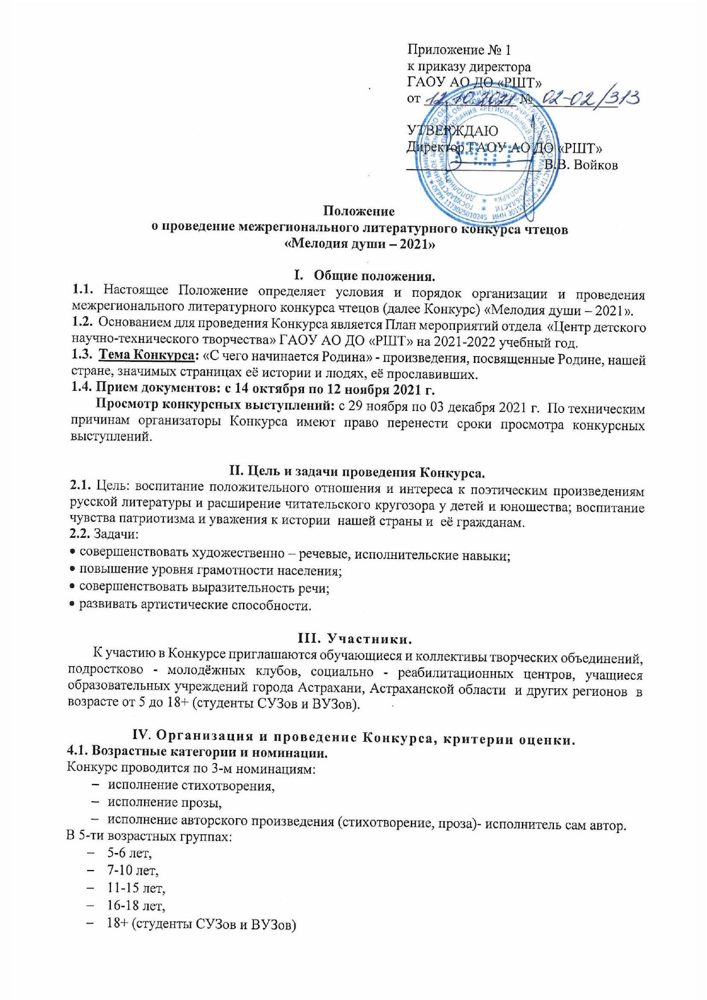 Приложение № 1
к приказу директора
ГАОУ АО ДО «РШТ»
от 12.10.2021 № 02-02/313
УТВЕРЖДАЮ
Директор ГАОУ АО ДО «РШТ»
В.В. Войков
ОГРН 1173025010245 ИНН 3015112545
Положение
о проведение межрегионального литературного конкурса чтецов
«Мелодия души – 2021»
I. Общие положения.
1.1. Настоящее Положение определяет условия и порядок организации и проведения
межрегионального литературного конкурса чтецов (далее Конкурс) «Мелодия души – 2021».
1.2. Основанием для проведения Конкурса является План мероприятий отдела «Центр детского
научно-технического творчества» ГАОУ АО ДО «РШТ» на 2021-2022 учебный год.
1.3. Тема Конкурса: «С чего начинается Родина» - произведения, посвященные Родине, нашей
стране, значимых страницах её истории и людях, её прославивших.
1.4. Прием документов: с 14 октября по 12 ноября 2021 г.
Просмотр конкурсных выступлений: с 29 ноября по 03 декабря 2021 г. По техническим
причинам организаторы Конкурса имеют право перенести сроки просмотра конкурсных
выступлений.
II. Цель и задачи проведения Конкурса.
2.1. Цель: воспитание положительного отношения и интереса к поэтическим произведениям
русской литературы и расширение читательского кругозора у детей и юношества; воспитание
чувства патриотизма и уважения к истории нашей страны и её гражданам.
2.2. Задачи:
• совершенствовать художественно – речевые, исполнительские навыки;
• повышение уровня грамотности населения;
• совершенствовать выразительность речи;
• развивать артистические способности.
III. Участники.
К участию в Конкурсе приглашаются обучающиеся и коллективы творческих объединений,
подростково - молодёжных клубов, социально - реабилитационных центров, учащиеся
образовательных учреждений города Астрахани, Астраханской области и других регионов в
возрасте от 5 до 18+ (студенты СУЗов и ВУЗов).
IV. Организация и проведение Конкурса, критерии оценки.
4.1. Возрастные категории и номинации.
Конкурс проводится по 3-м номинациям:
– исполнение стихотворения,
– исполнение прозы,
– исполнение авторского произведения (стихотворение, проза)- исполнитель сам автор.
В 5-ти возрастных группах:
– 5-6 лет,
– 7-10 лет,
– 11-15 лет,
– 16-18 лет,
– 18+ (студенты СУЗов и ВУЗов)